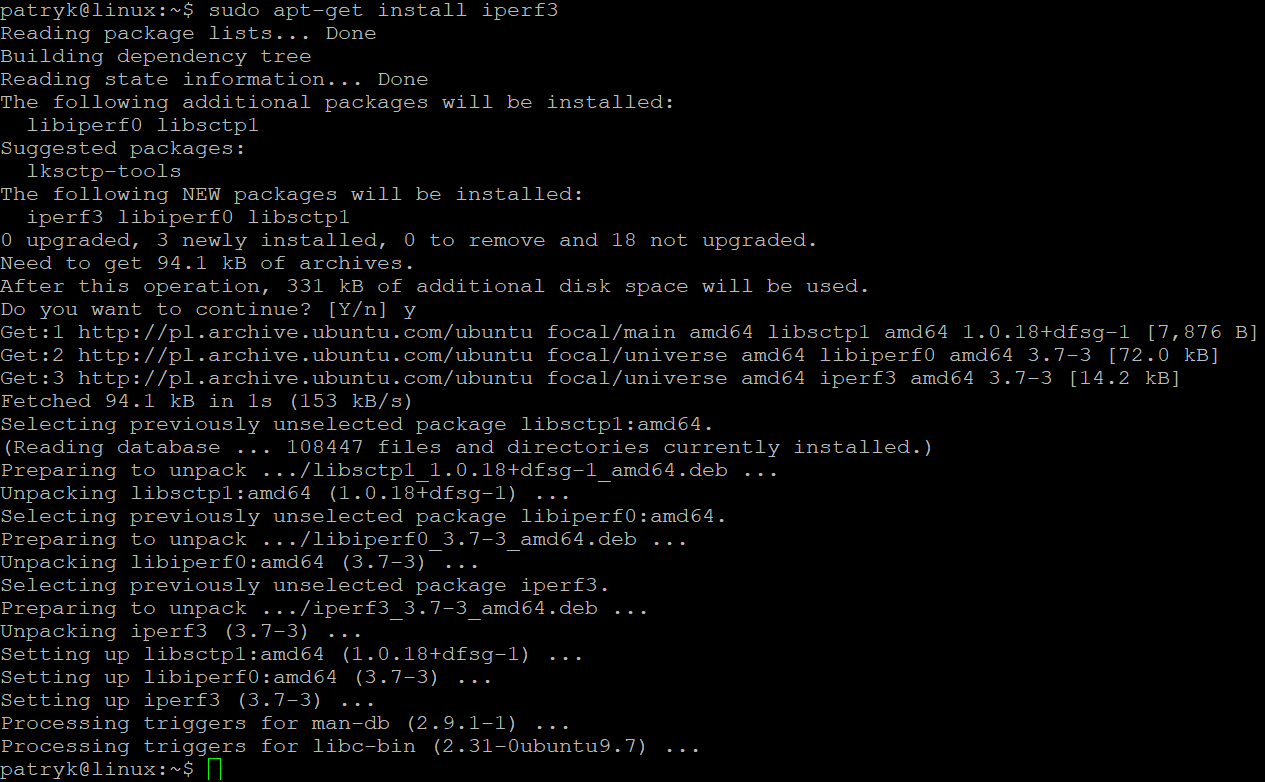 patryk@linux:~$ sudo apt-get install iperf3
Reading package lists... Done
Building dependency tree
Reading state information... Done
The following additional packages will be installed:
  libiperf0 libsctp1
Suggested packages:
  lksctp-tools
The following NEW packages will be installed:
  iperf3 libiperf0 libsctp1
0 upgraded, 3 newly installed, 0 to remove and 18 not upgraded.
Need to get 94.1 kB of archives.
After this operation, 331 kB of additional disk space will be used.
Do you want to continue? [Y/n] y
Get:1 http://pl.archive.ubuntu.com/ubuntu focal/main amd64 libsctp1 amd64 1.0.18+dfsg-1 [7,876 B]
Get:2 http://pl.archive.ubuntu.com/ubuntu focal/universe amd64 libiperf0 amd64 3.7-3 [72.0 kB]
Get:3 http://pl.archive.ubuntu.com/ubuntu focal/universe amd64 iperf3 amd64 3.7-3 [14.2 kB]
Fetched 94.1 kB in 1s (153 kB/s)
Selecting previously unselected package libsctp1:amd64.
(Reading database ... 108447 files and directories currently installed.)
Preparing to unpack .../libsctp1_1.0.18+dfsg-1_amd64.deb ...
Unpacking libsctp1:amd64 (1.0.18+dfsg-1) ...
Selecting previously unselected package libiperf0:amd64.
Preparing to unpack .../libiperf0_3.7-3_amd64.deb ...
Unpacking libiperf0:amd64 (3.7-3) ...
Selecting previously unselected package iperf3.
Preparing to unpack .../iperf3_3.7-3_amd64.deb ...
Unpacking iperf3 (3.7-3) ...
Setting up libsctp1:amd64 (1.0.18+dfsg-1) ...
Setting up libiperf0:amd64 (3.7-3) ...
Setting up iperf3 (3.7-3) ...
Processing triggers for man-db (2.9.1-1) ...
Processing triggers for libc-bin (2.31-0ubuntu9.7) ...
patryk@linux:~$